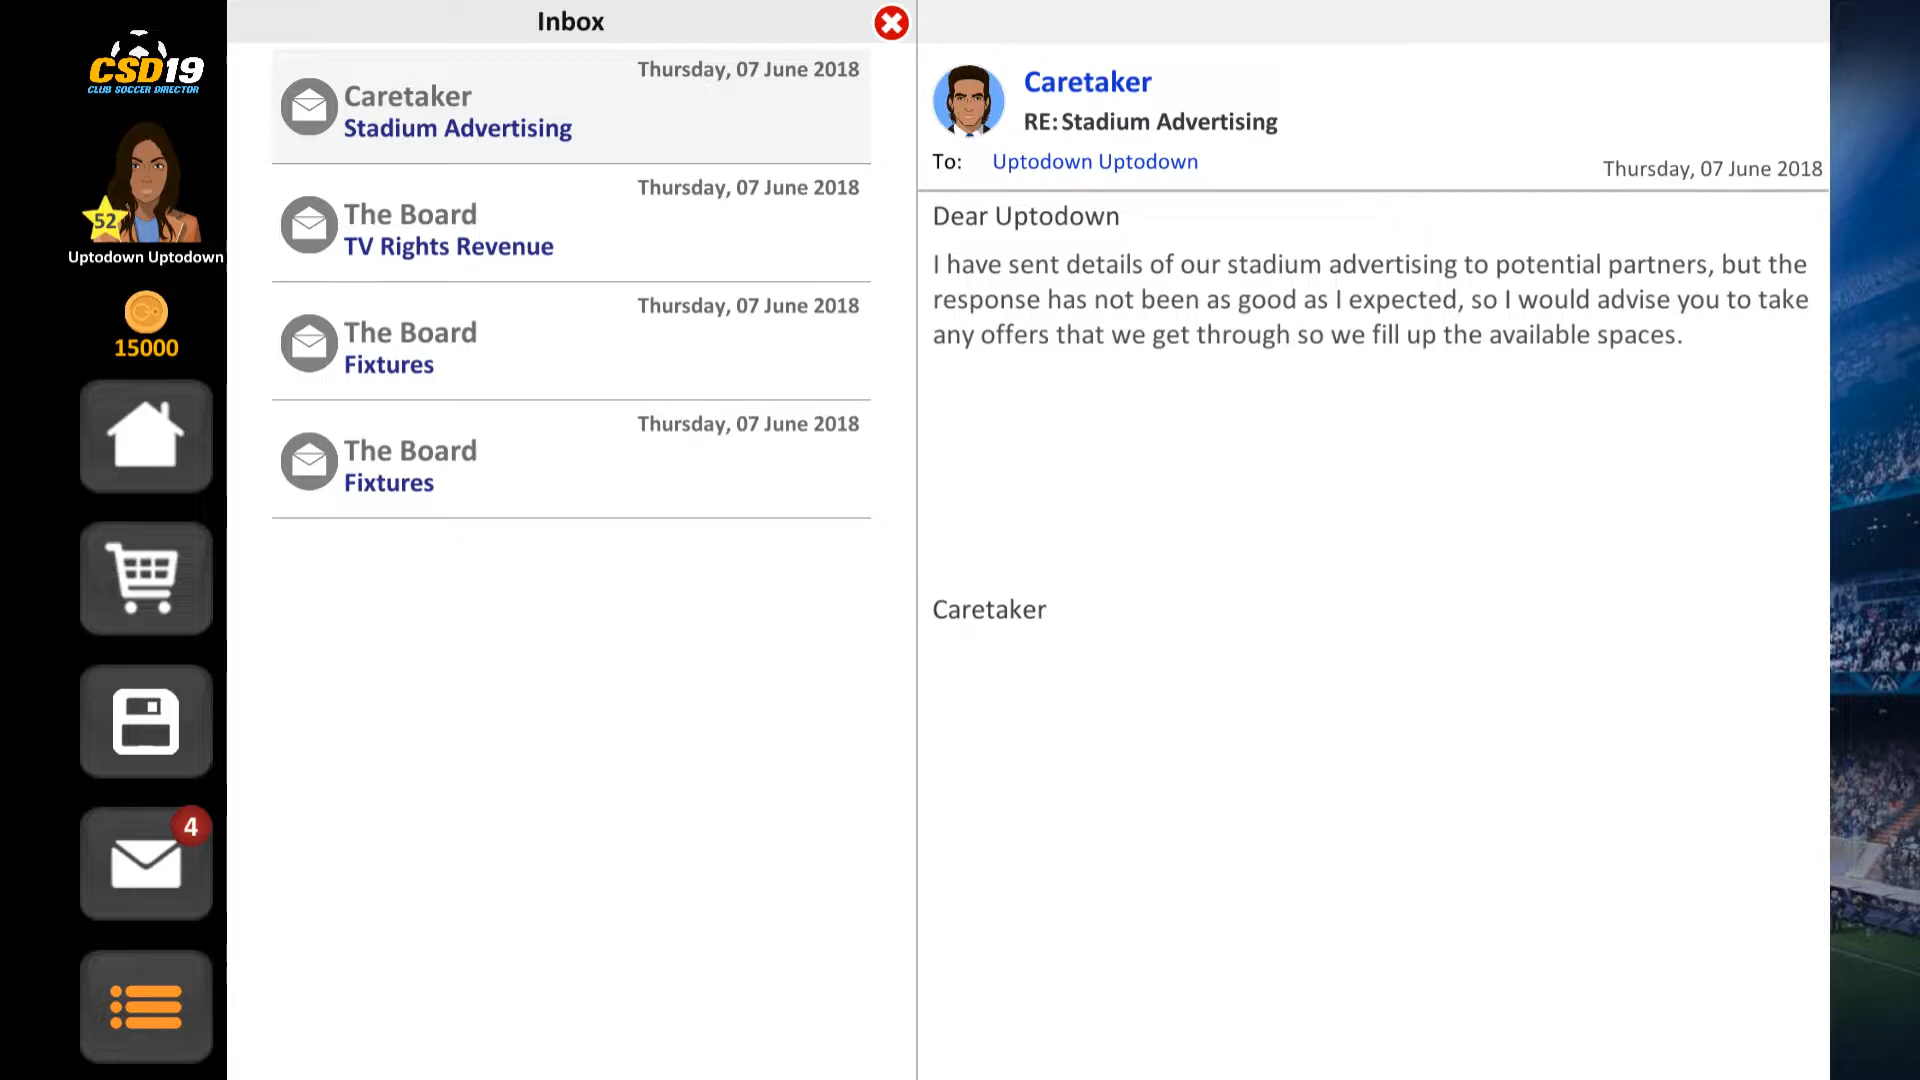 CSD19
CLUB SOCCER DIRECTOR
52
Uptodown Uptodown
15000
4
Inbox
Thursday, 07 June 2018
Caretaker
Stadium Advertising
Thursday, 07 June 2018
The Board
TV Rights Revenue
Thursday, 07 June 2018
The Board
Fixtures
Thursday, 07 June 2018
The Board
Fixtures
Caretaker
RE: Stadium Advertising
To: Uptodown Uptodown
Thursday, 07 June 2018
Dear Uptodown
I have sent details of our stadium advertising to potential partners, but the
response has not been as good as I expected, so I would advise you to take
any offers that we get through so we fill up the available spaces.
Caretaker